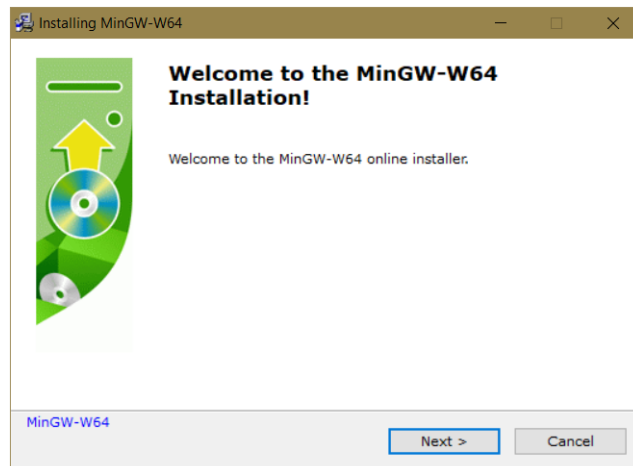 Installing MinGW-W64
Welcome to the MinGW-W64
Installation!
Welcome to the MinGW-W64 online installer.
MinGW-W64
Next >
Cancel